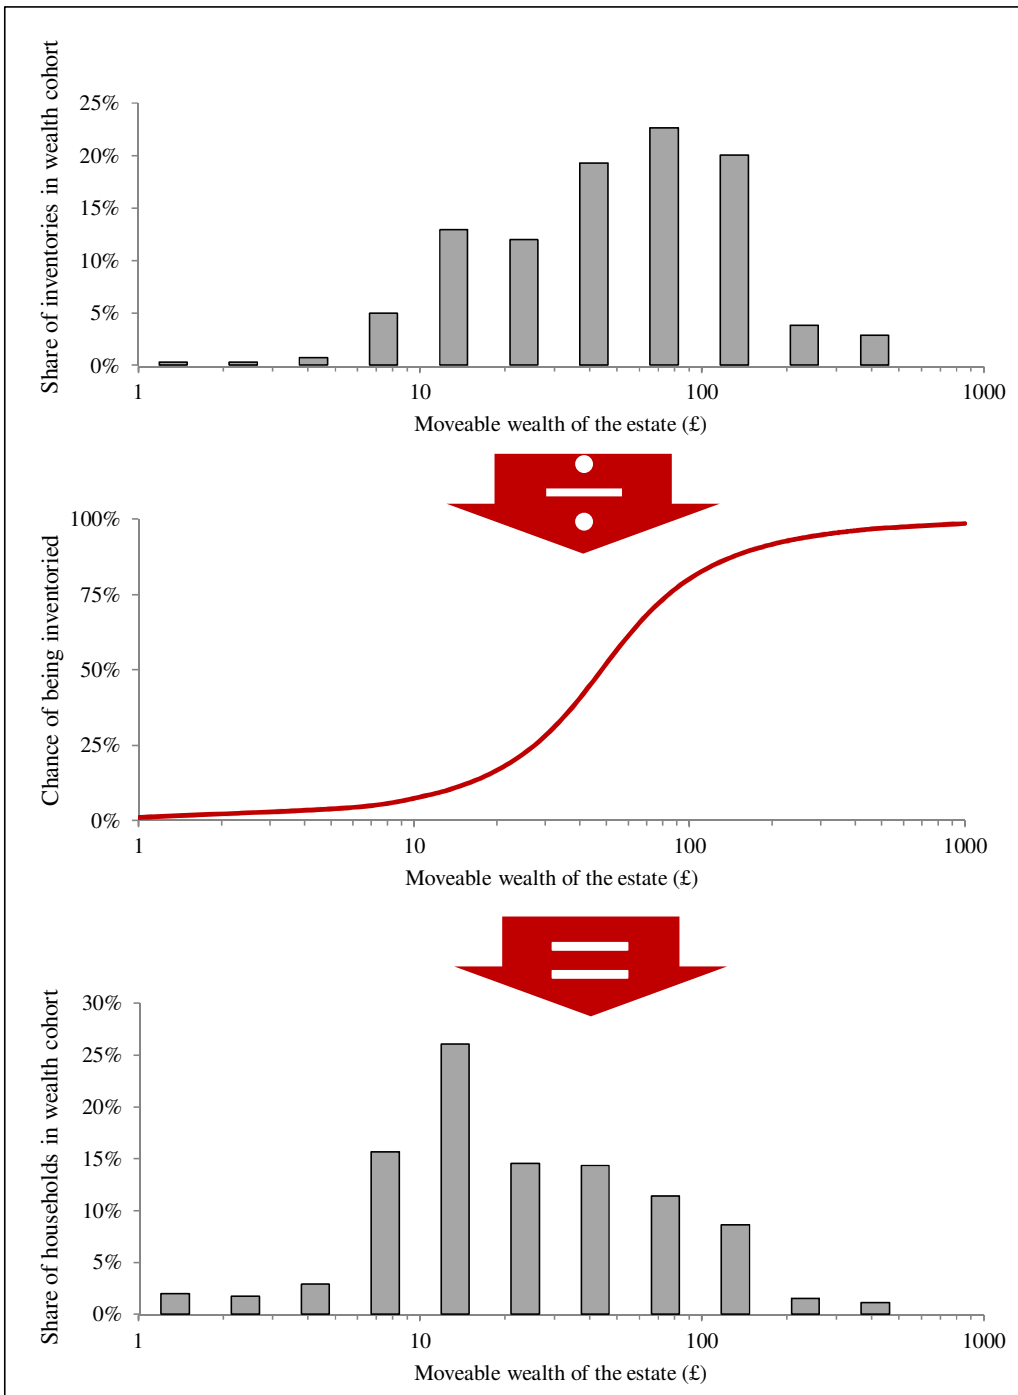 Share of inventories in wealth cohort
25%
20%
15%
10%
5%
0%
1 10 100 1000
Moveable wealth of the estate (£)
Chance of being inventoried
100%
75%
50%
25%
0%
1 10 100 1000
Moveable wealth of the estate (£)
Share of households in wealth cohort
30%
25%
20%
15%
10%
5%
0%
1 10 100 1000
Moveable wealth of the estate (£)